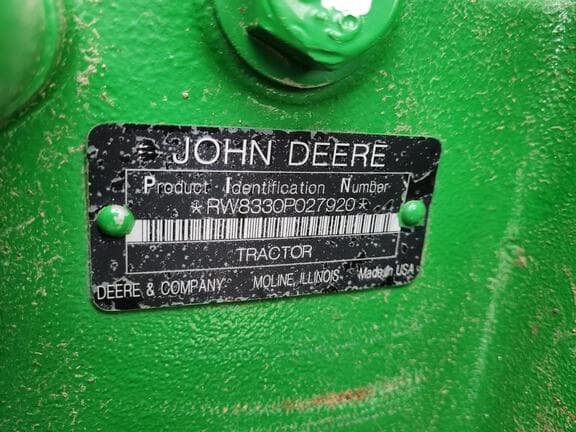 JOHN DEERE
Product Identification Number
*RW8330P027920*
TRACTOR
DEERE & COMPANY MOLINE, ILLINOIS Made in USA